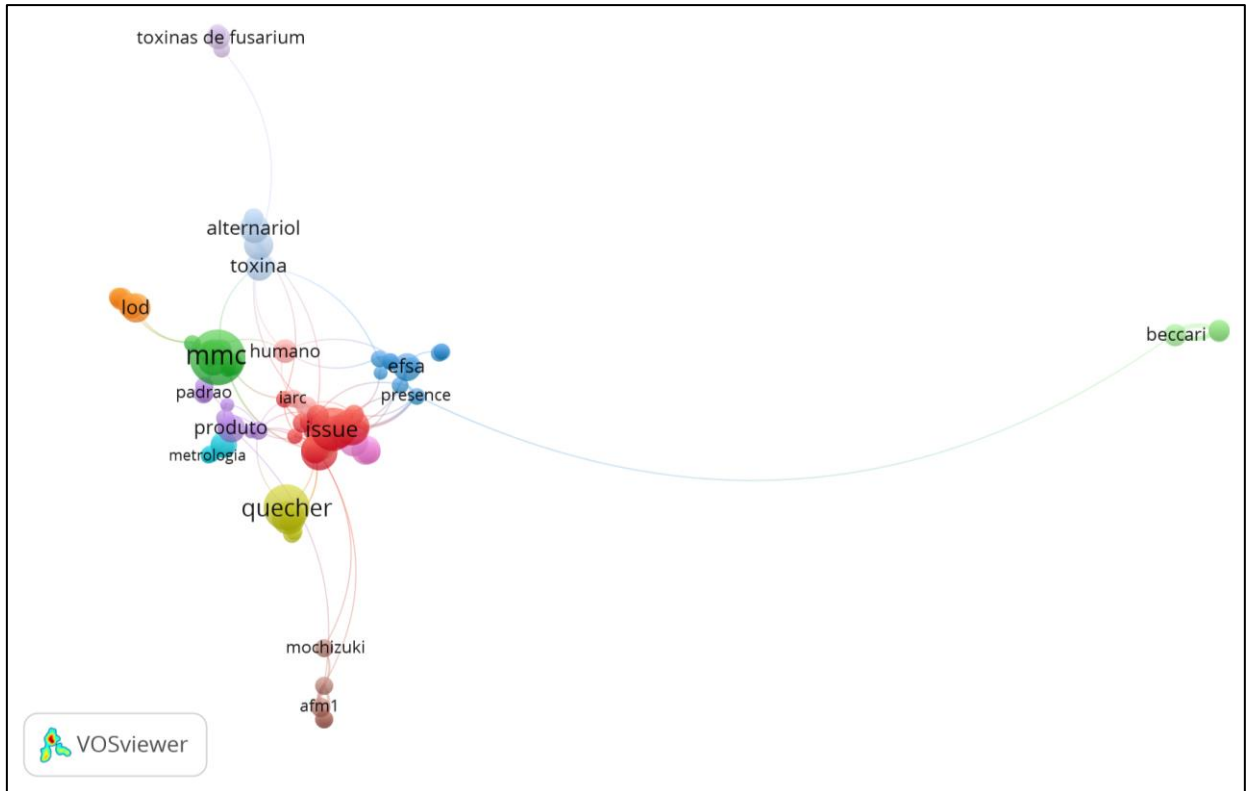 toxinas de fusarium
alternariol
toxina
lod
mmc
humano
efsa
beccari
padrao
iarc
presence
produto
issue
metrologia
quecher
mochizuki
afm1
VOSviewer